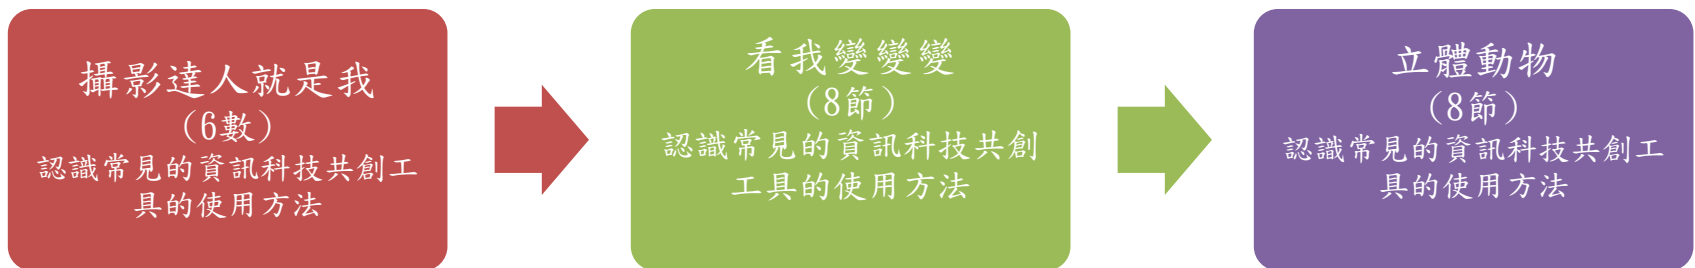 攝影達人就是我
（6數）
認識常見的資訊科技共創工
具的使用方法
看我變變變
（8節）
認識常見的資訊科技共創
工具的使用方法
立體動物
（8節）
認識常見的資訊科技共創工
具的使用方法